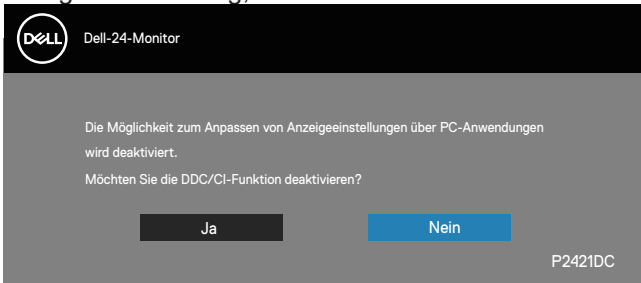 DELL
Dell-24-Monitor
Die Möglichkeit zum Anpassen von Anzeigeeinstellungen über PC-Anwendungen
wird deaktiviert.
Möchten Sie die DDC/CI-Funktion deaktivieren?
Ja
Nein
P2421DC